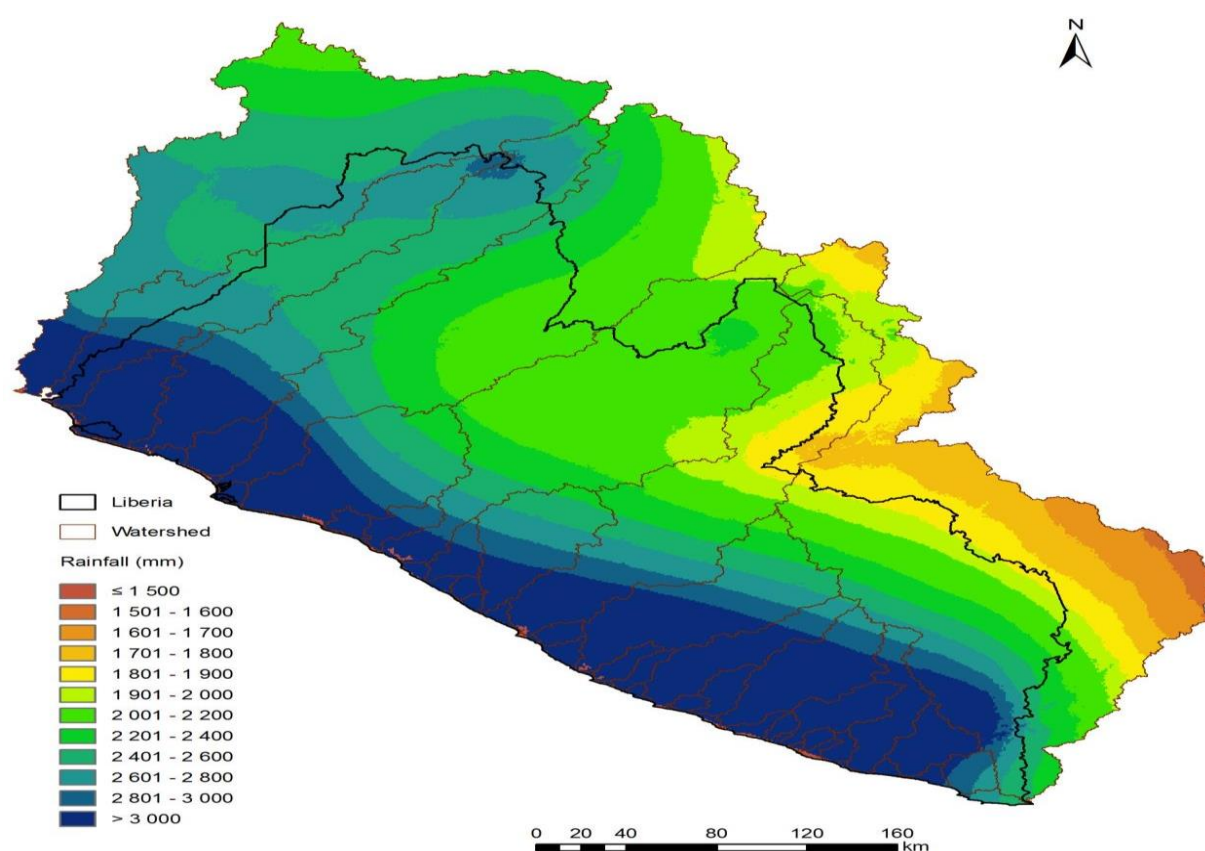 N
Liberia
Watershed
Rainfall (mm)
≤ 1 500
1 501 - 1 600
1 601 - 1 700
1 701 - 1 800
1 801 - 1 900
1 901 - 2 000
2 001 - 2 200
2 201 - 2 400
2 401 - 2 600
2 601 - 2 800
2 801 - 3 000
> 3 000
0 20 40 80 120 160
km